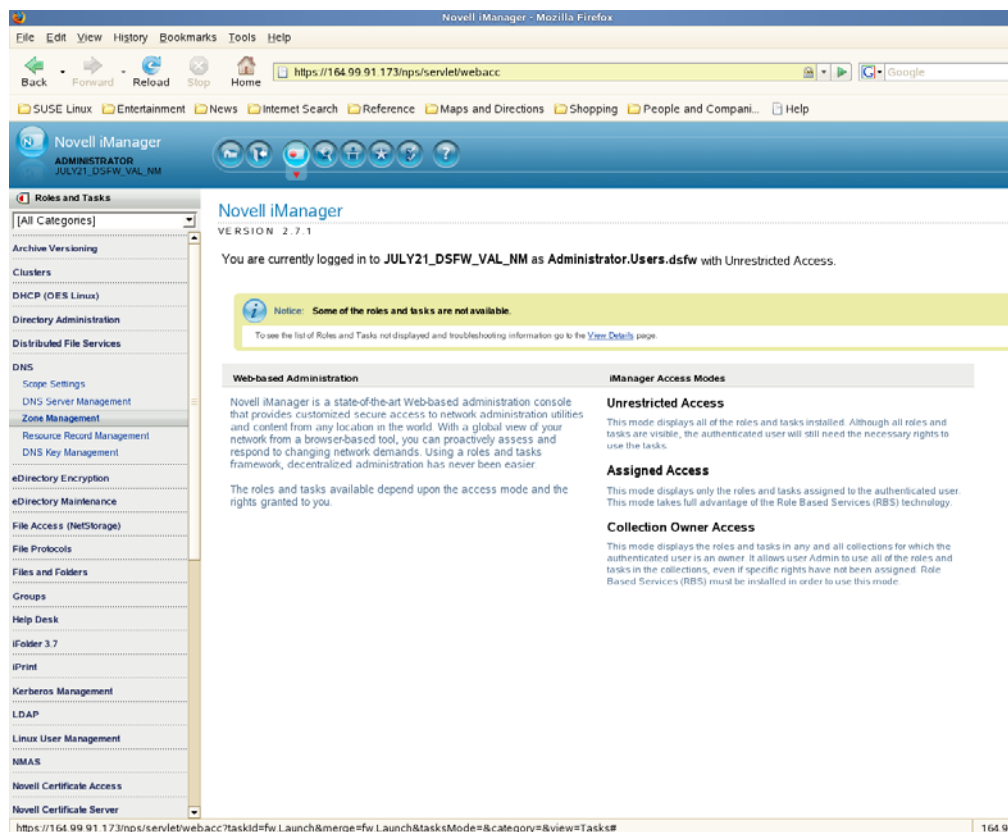 Novell iManager - Mozilla Firefox
File Edit View History Bookmarks Tools Help
Back Forward Reload Stop Home
https://164.99.91.173/nps/servlet/webacc
G Google
SUSE Linux Entertainment News Internet Search Reference Maps and Directions Shopping People and Compani... Help
N
Novell iManager
ADMINISTRATOR
JULY21_DSFW_VAL_NM
?
Roles and Tasks
[All Categories]
Archive Versioning
Clusters
DHCP (OES Linux)
Directory Administration
Distributed File Services
DNS
Scope Settings
DNS Server Management
Zone Management
Resource Record Management
DNS Key Management
eDirectory Encryption
eDirectory Maintenance
File Access (NetStorage)
File Protocols
Files and Folders
Groups
Help Desk
iFolder 3.7
iPrint
Kerberos Management
LDAP
Linux User Management
NMAS
Novell Certificate Access
Novell Certificate Server
Novell iManager
VERSION 2.7.1
You are currently logged in to JULY21_DSFW_VAL_NM as Administrator.Users.dsfw with Unrestricted Access.
i
Notice: Some of the roles and tasks are not available.
To see the list of Roles and Tasks not displayed and troubleshooting information go to the View Details page.
Web-based Administration
Novell iManager is a state-of-the-art Web-based administration console
that provides customized secure access to network administration utilities
and content from any location in the world. With a global view of your
network from a browser-based tool, you can proactively assess and
respond to changing network demands. Using a roles and tasks
framework, decentralized administration has never been easier.
The roles and tasks available depend upon the access mode and the
rights granted to you.
iManager Access Modes
Unrestricted Access
This mode displays all of the roles and tasks installed. Although all roles and
tasks are visible, the authenticated user will still need the necessary rights to
use the tasks.
Assigned Access
This mode displays only the roles and tasks assigned to the authenticated user.
This mode takes full advantage of the Role Based Services (RBS) technology.
Collection Owner Access
This mode displays the roles and tasks in any and all collections for which the
authenticated user is an owner. It allows user Admin to use all of the roles and
tasks in the collections, even if specific rights have not been assigned. Role
Based Services (RBS) must be installed in order to use this mode.
https://164.99.91.173/nps/servlet/webacc?taskId=fw.Launch&merge=fw.Launch&tasksMode=&category=&view=Tasks#
164.9